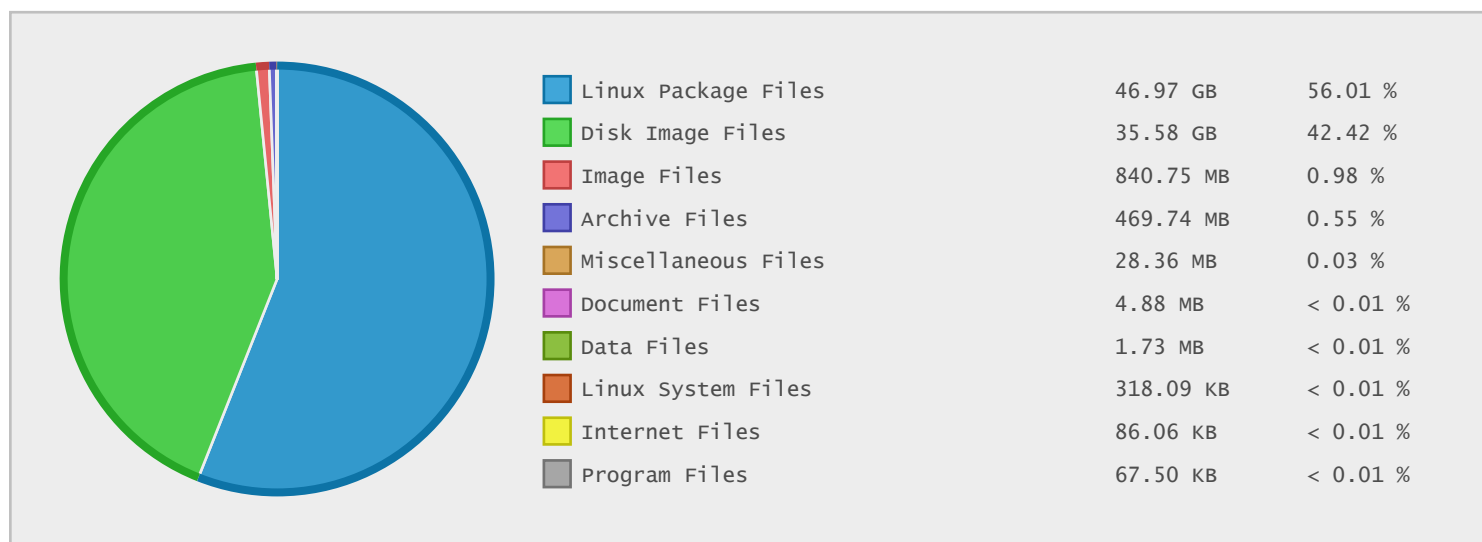 Linux Package Files 46.97 GB 56.01 %
Disk Image Files 35.58 GB 42.42 %
Image Files 840.75 MB 0.98 %
Archive Files 469.74 MB 0.55 %
Miscellaneous Files 28.36 MB 0.03 %
Document Files 4.88 MB < 0.01 %
Data Files 1.73 MB < 0.01 %
Linux System Files 318.09 KB < 0.01 %
Internet Files 86.06 KB < 0.01 %
Program Files 67.50 KB < 0.01 %